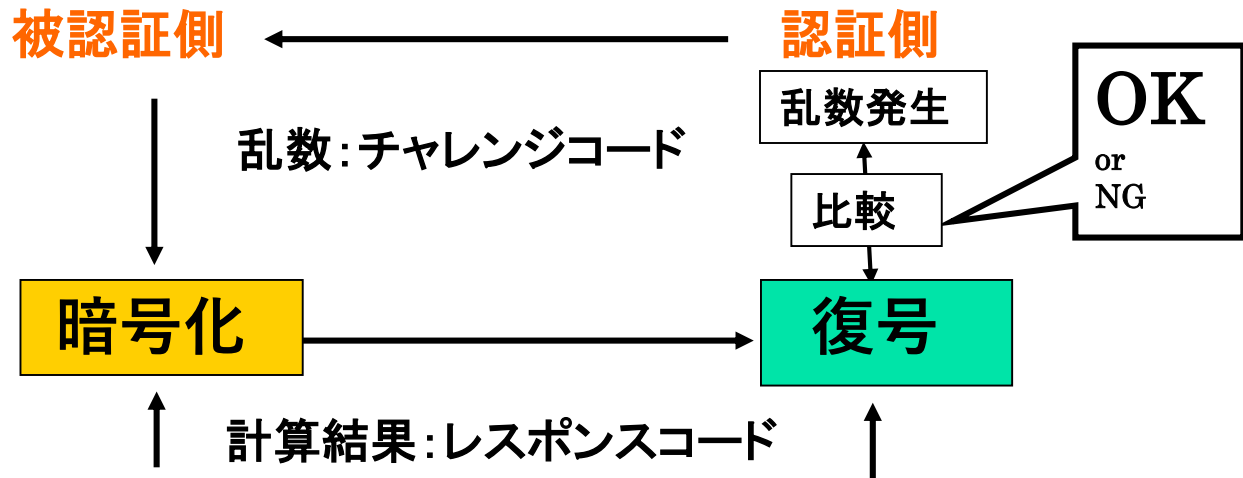 被認証側
認証側
乱数発生
OK
or
NG
乱数：チャレンジコード
比較
暗号化
復号
計算結果：レスポンスコード